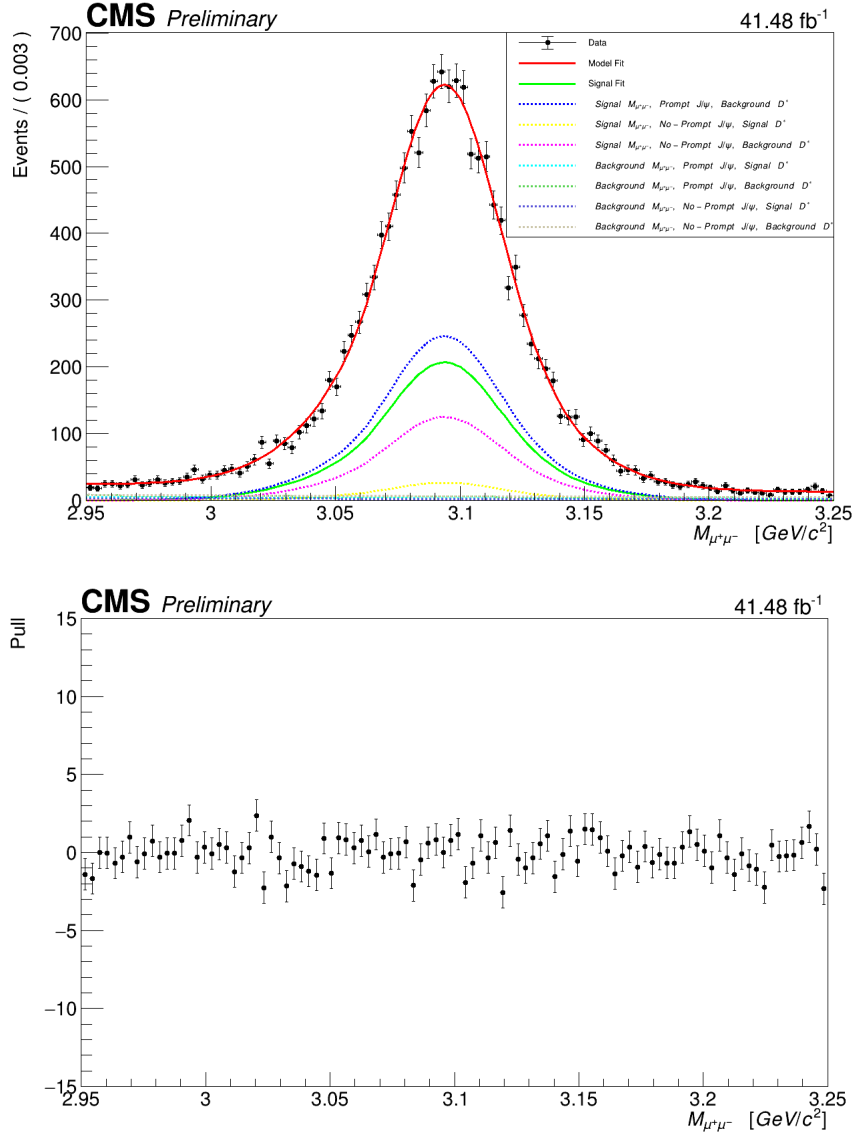 CMS Preliminary 41.48 fb-1
Events / ( 0.003 )
700
600
500
400
300
200
100
0
Data
Model Fit
Signal Fit
Signal Mμ+μ-, Prompt J/ψ, Background D*
Signal Mμ+μ-, No-Prompt J/ψ, Signal D*
Signal Mμ+μ-, No-Prompt J/ψ, Background D*
Background Mμ+μ-, Prompt J/ψ, Signal D*
Background Mμ+μ-, Prompt J/ψ, Background D*
Background Mμ+μ-, No-Prompt J/ψ, Signal D*
Background Mμ+μ-, No-Prompt J/ψ, Background D*
2.95 3 3.05 3.1 3.15 3.2 3.25
Mμ+μ- [GeV/c2]
CMS Preliminary 41.48 fb-1
Pull
15
10
5
0
−5
−10
−15
2.95 3 3.05 3.1 3.15 3.2 3.25
Mμ+μ- [GeV/c2]